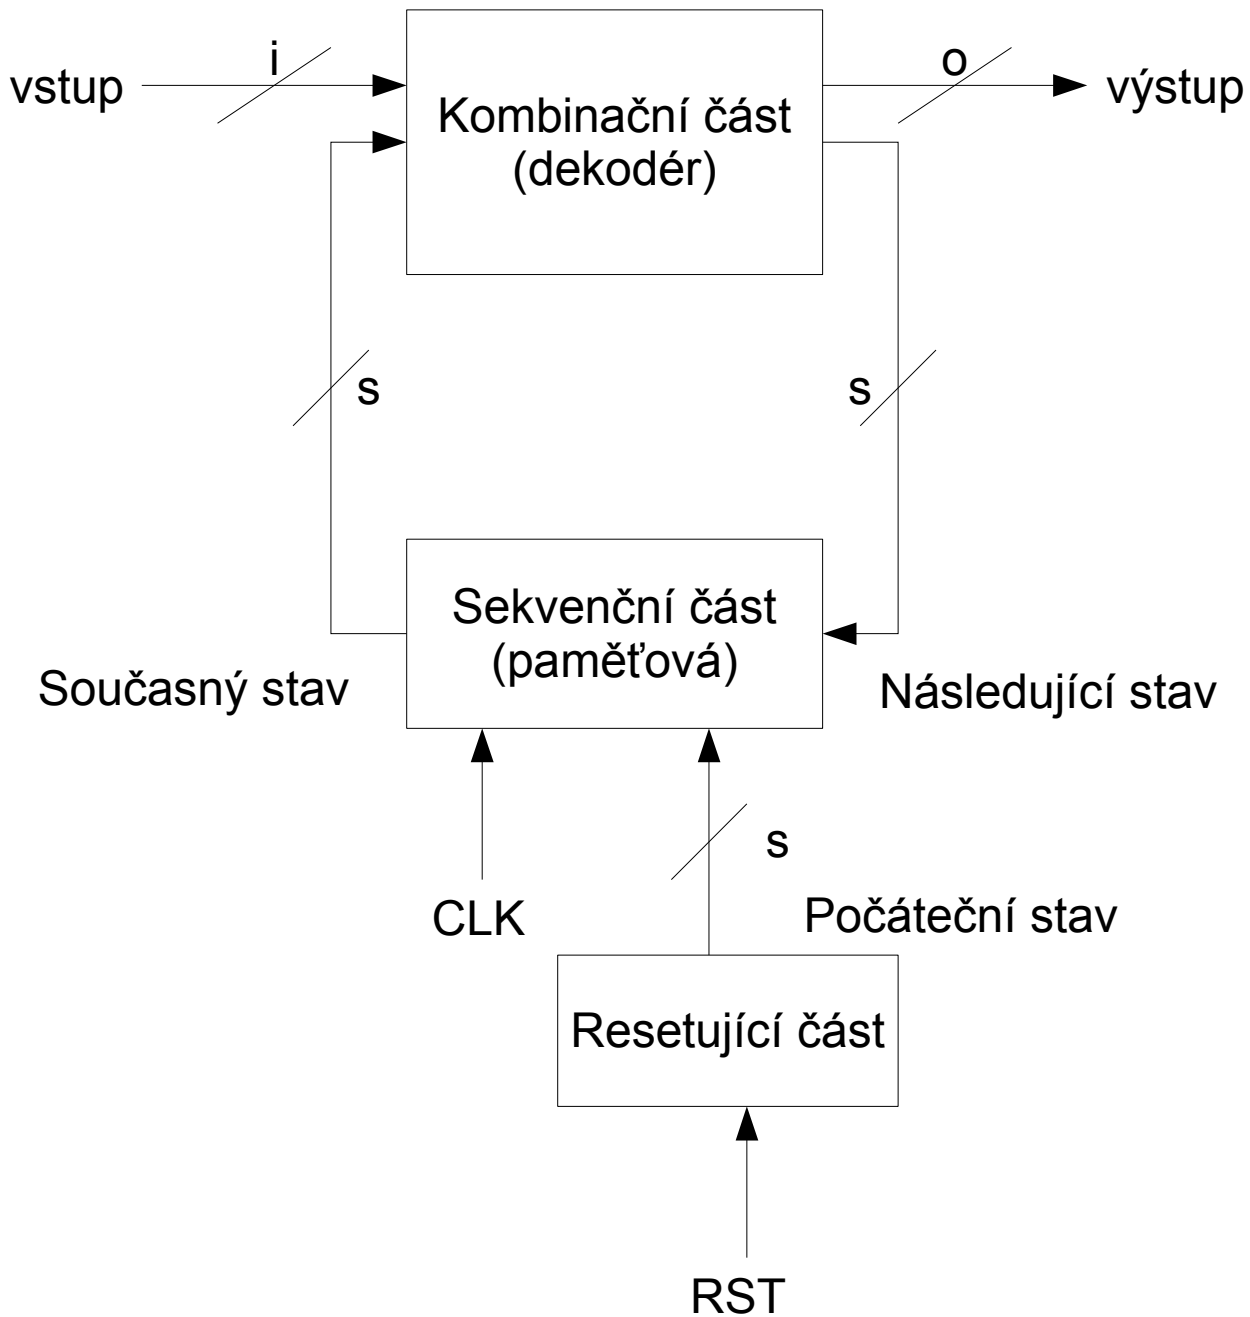 i
o
vstup
Kombinační část
(dekodér)
výstup
s
s
Sekvenční část
(paměťová)
Současný stav
Následující stav
s
CLK
Počáteční stav
Resetující část
RST